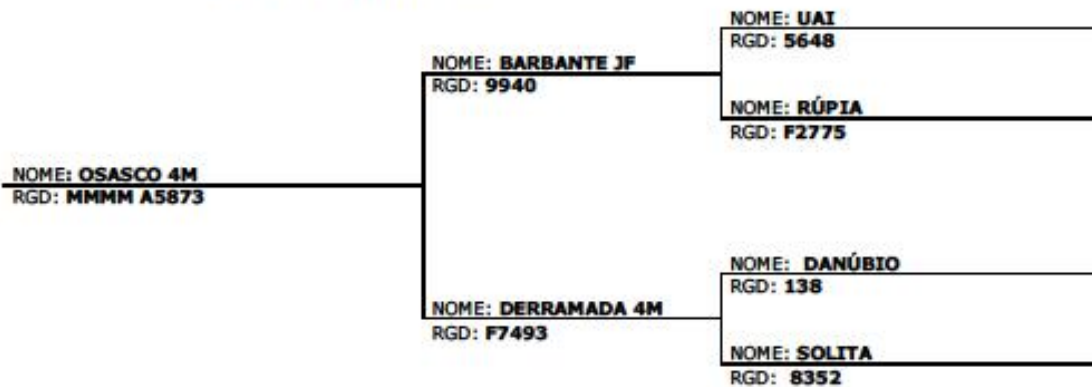 NOME: UAI
RGD: 5648
NOME: BARBANTE JF
RGD: 9940
NOME: RÚPIA
RGD: F2775
NOME: OSASCO 4M
RGD: MMMM A5873
NOME: DANÚBIO
RGD: 138
NOME: DERRAMADA 4M
RGD: F7493
NOME: SOLITA
RGD: 8352